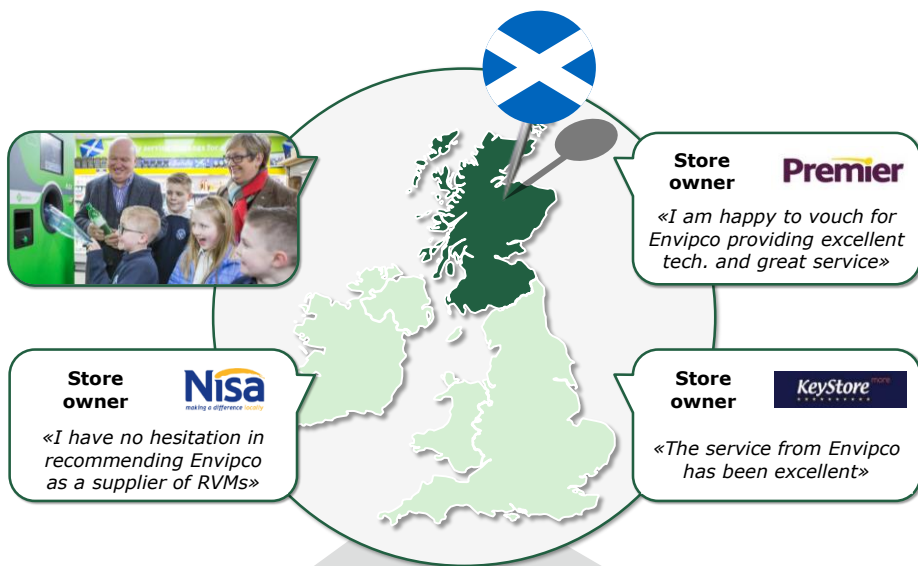 Store
owner
Premier
«I am happy to vouch for
Envipco providing excellent
tech. and great service»
Store
owner
Nisa
making a difference locally
«I have no hesitation in
recommending Envipco
as a supplier of RVMs»
Store
owner
KeyStore more
«The service from Envipco
has been excellent»